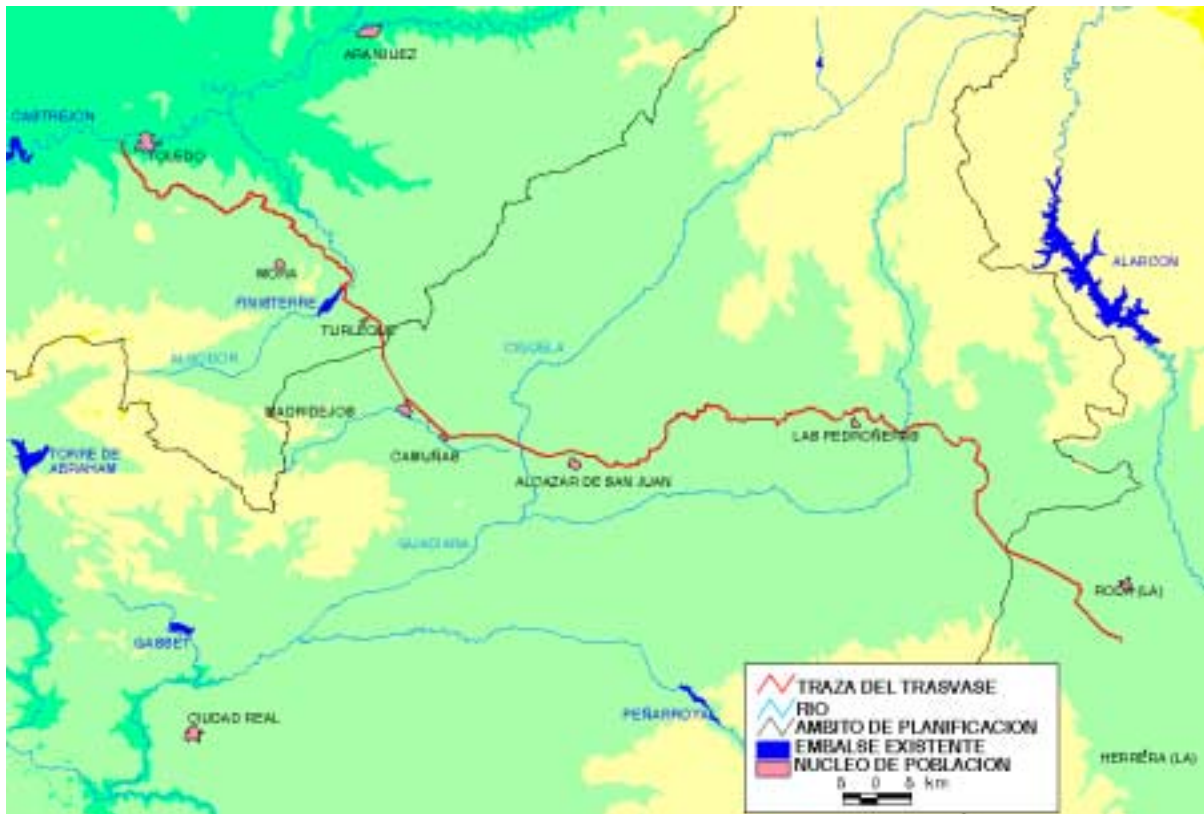 ARANJUEZ
CASTREJON
TOLEDO
ALARCON
MORA
FINISTERRE
TURLEQUE
ALGODOR
CIGUELA
MADRIDEJOS
LAS PEDROÑERAS
CAMUÑAS
TORRE DE
ABRAHAM
ALCAZAR DE SAN JUAN
GUADIANA
RODA (LA)
GASSET
CIUDAD REAL
PEÑARROYA
TRAZA DEL TRASVASE
RIO
AMBITO DE PLANIFICACION
EMBALSE EXISTENTE
NUCLEO DE POBLACION
5 0 5 km
HERRERA (LA)